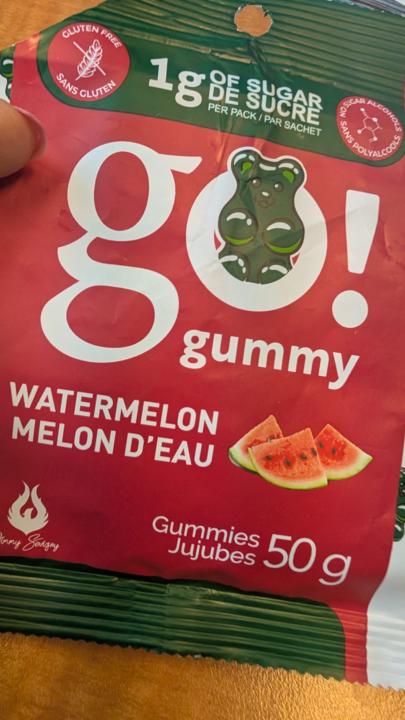 GLUTEN FREE
SANS GLUTEN
1g OF SUGAR
DE SUCRE
PER PACK / PAR SACHET
NO SUGAR ALCOHOLS
SANS POLYALCOOLS
go!
gummy
WATERMELON
MELON D'EAU
Gummies
Jujubes
50 g